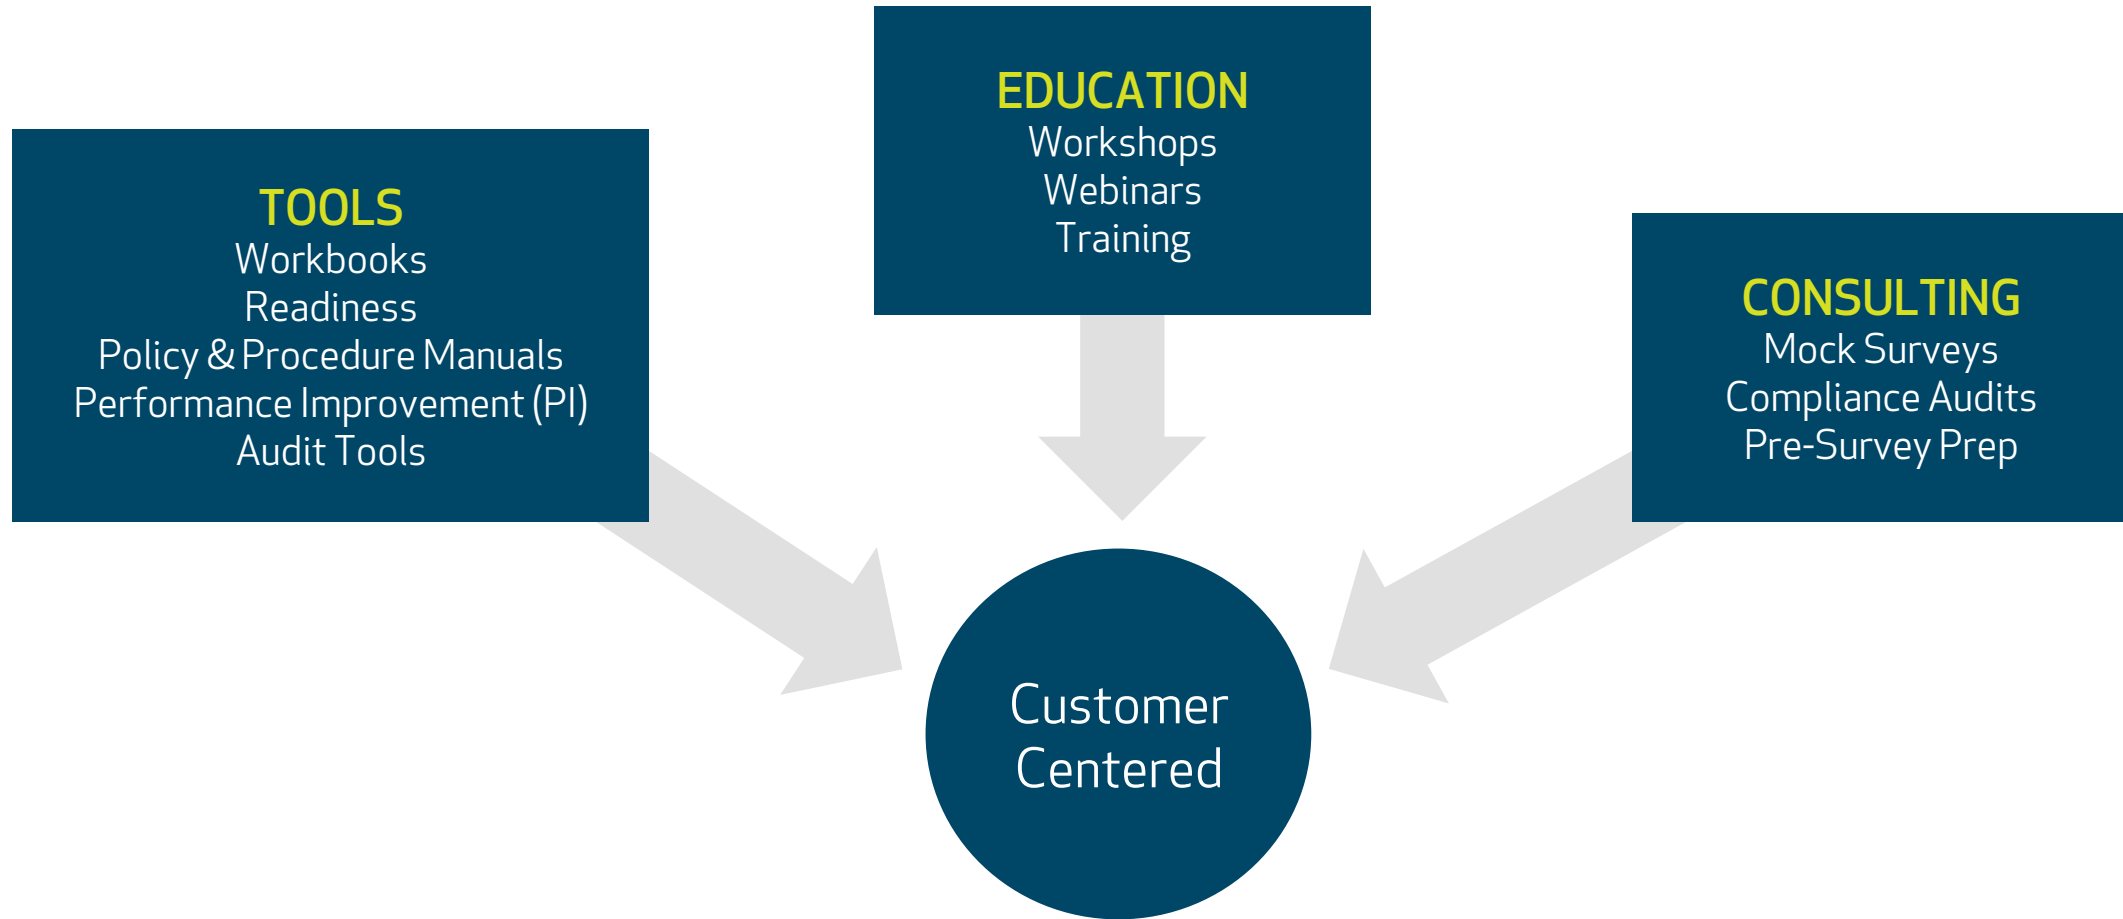 TOOLS
Workbooks
Readiness
Policy & Procedure Manuals
Performance Improvement (PI)
Audit Tools
EDUCATION
Workshops
Webinars
Training
CONSULTING
Mock Surveys
Compliance Audits
Pre-Survey Prep
Customer
Centered